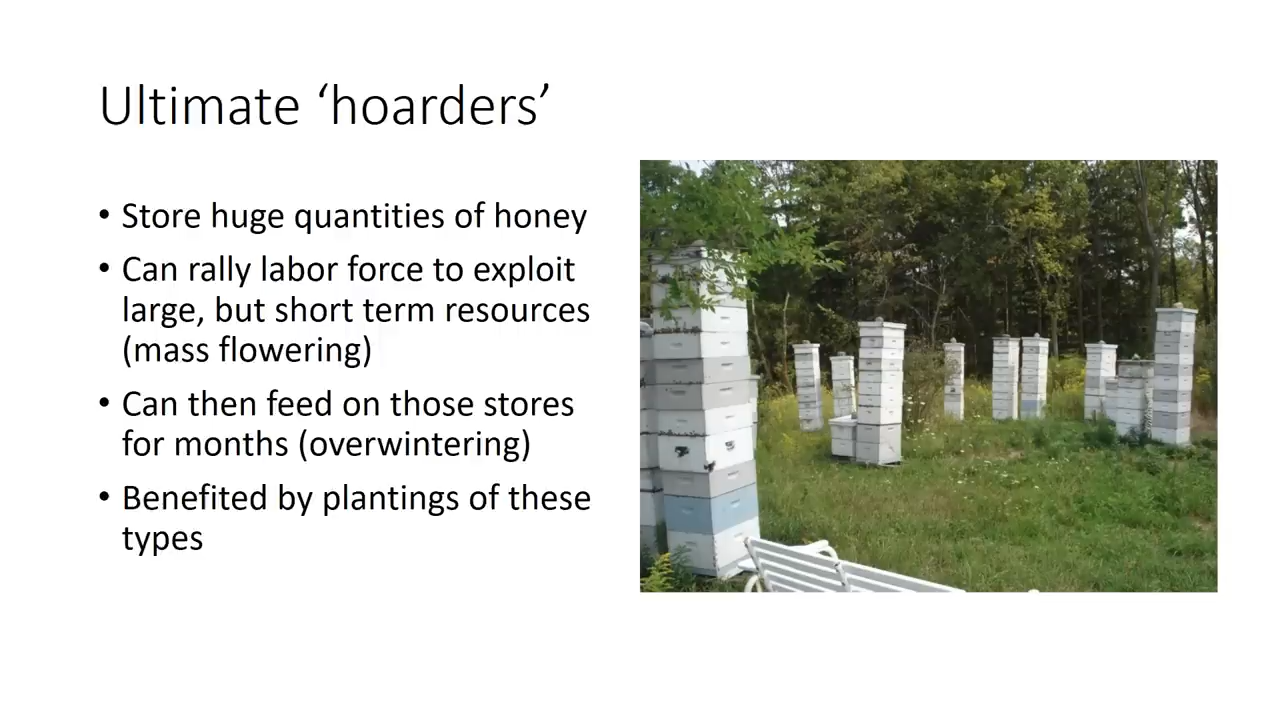 Ultimate ‘hoarders’
• Store huge quantities of honey
• Can rally labor force to exploit
large, but short term resources
(mass flowering)
• Can then feed on those stores
for months (overwintering)
• Benefited by plantings of these
types